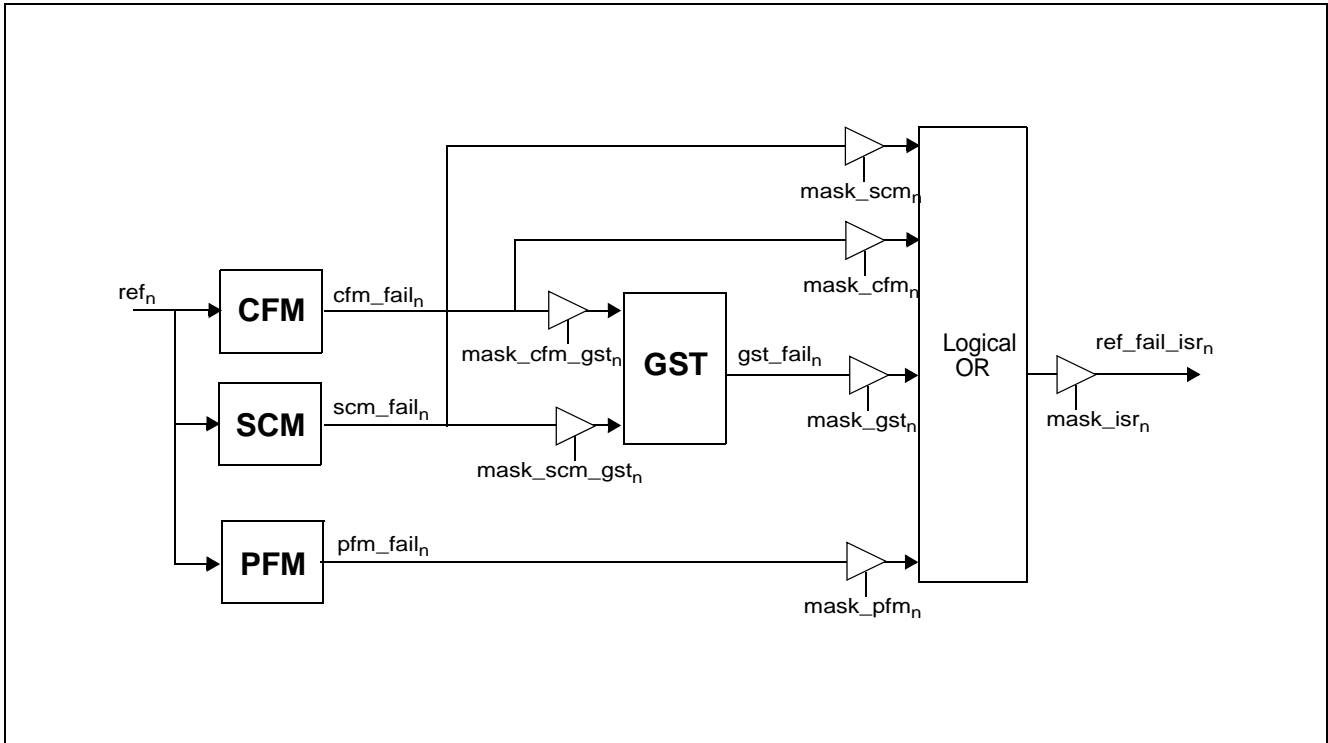 mask_scmn
mask_cfmn
refn
CFM
cfm_failn
mask_cfm_gstn
GST
gst_failn
mask_gstn
Logical
OR
ref_fail_isrn
mask_isrn
SCM
scm_failn
mask_scm_gstn
PFM
pfm_failn
mask_pfmn